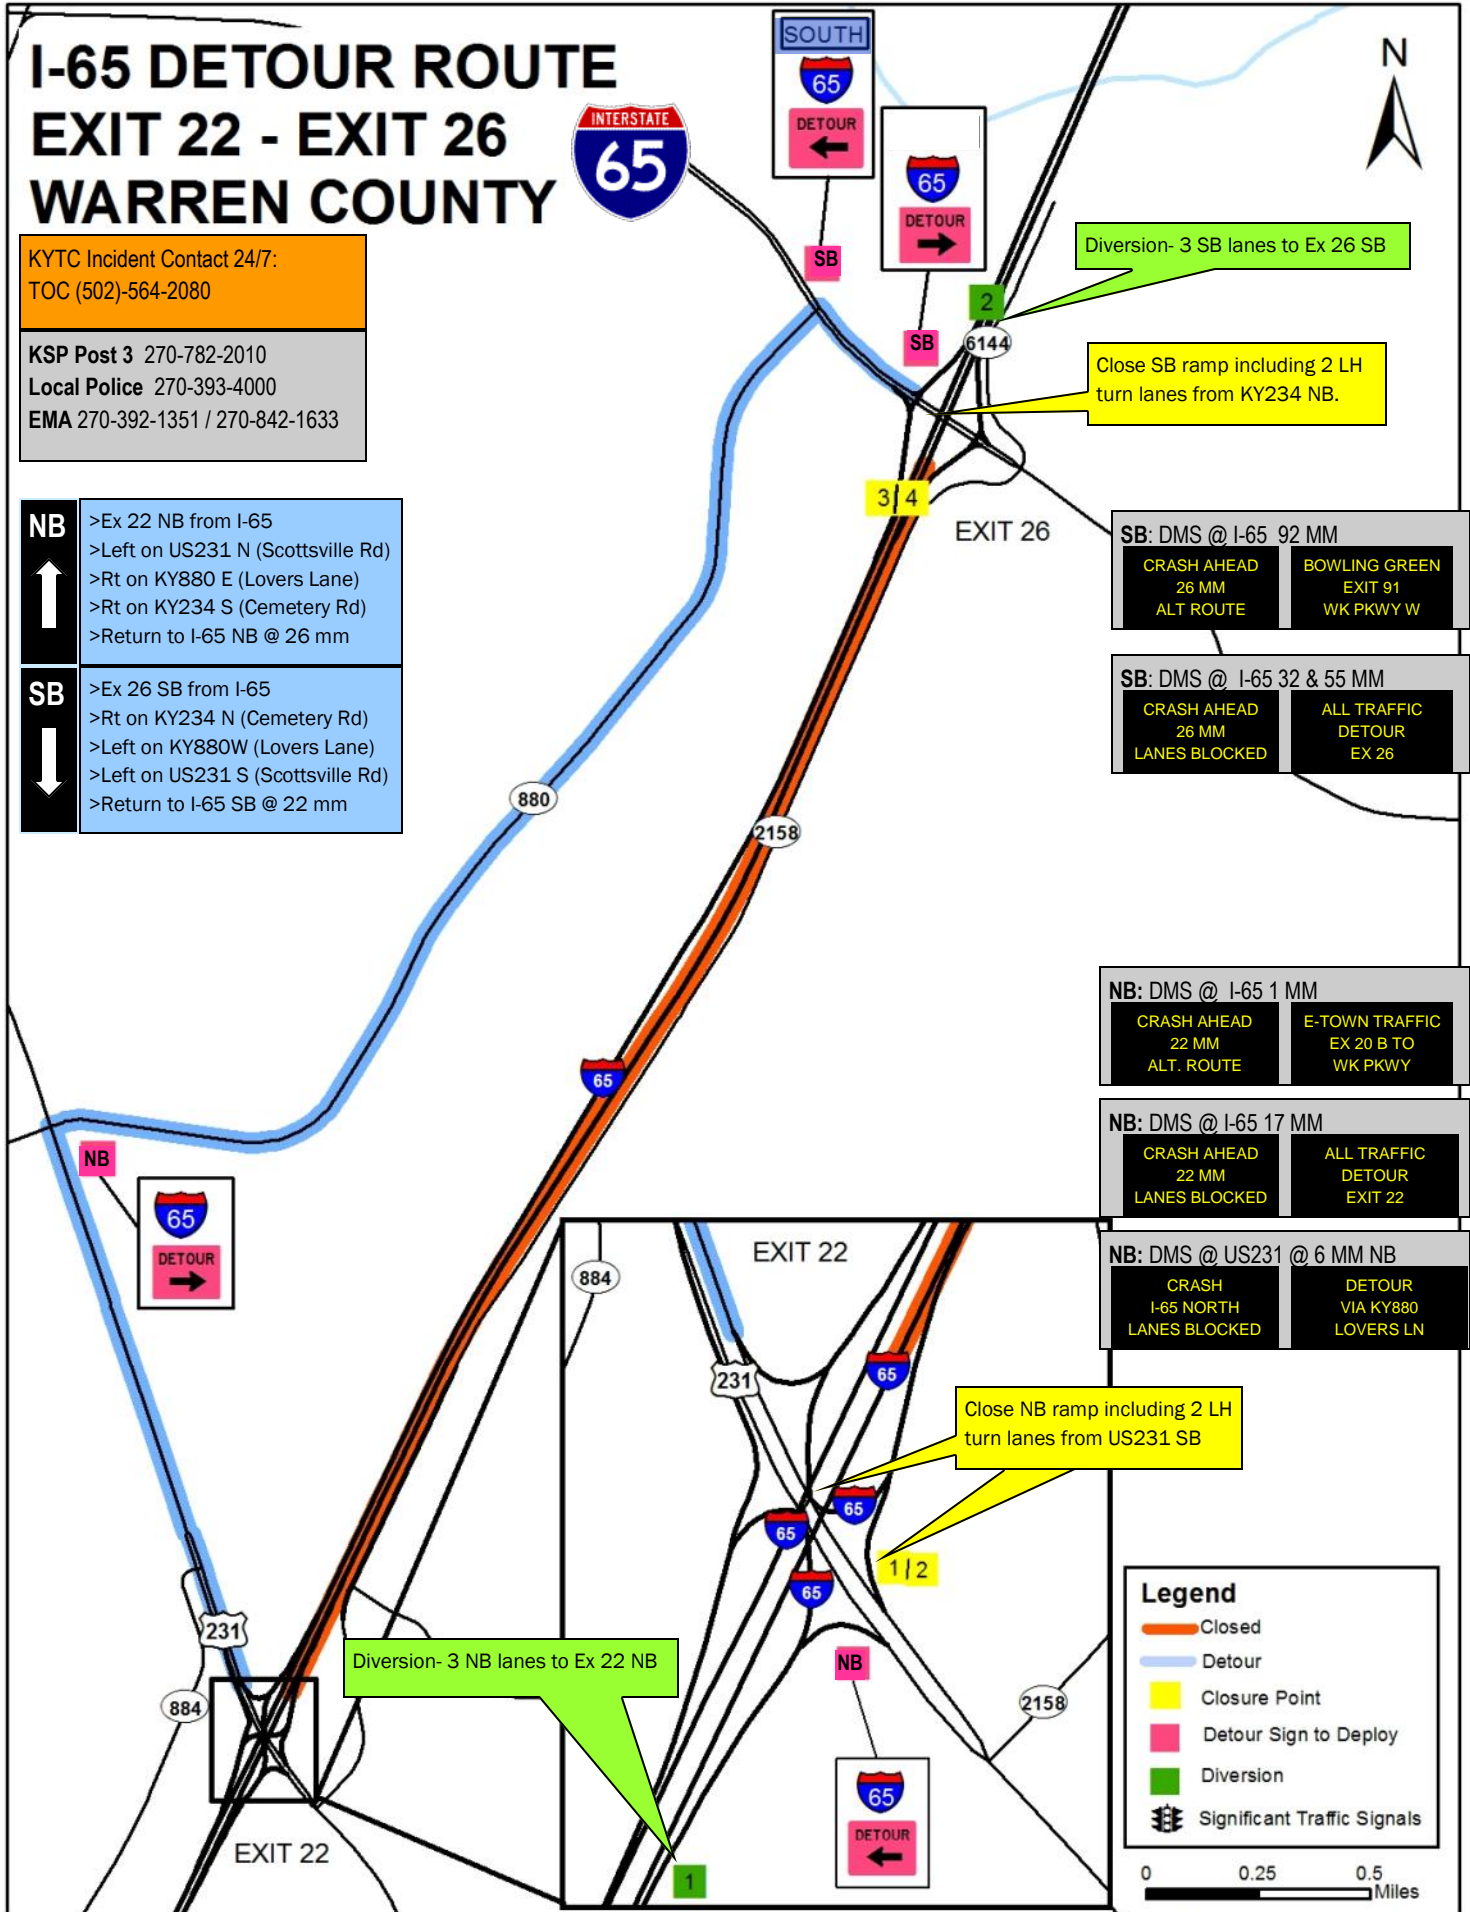 I-65 DETOUR ROUTE
EXIT 22 - EXIT 26
WARREN COUNTY
INTERSTATE
65
SOUTH
65
DETOUR
65
DETOUR
N
KYTC Incident Contact 24/7:
TOC (502)-564-2080
KSP Post 3 270-782-2010
Local Police 270-393-4000
EMA 270-392-1351 / 270-842-1633
SB
SB
2
6144
Diversion- 3 SB lanes to Ex 26 SB
Close SB ramp including 2 LH
turn lanes from KY234 NB.
3/4
EXIT 26
NB
>Ex 22 NB from I-65
>Left on US231 N (Scottsville Rd)
>Rt on KY880 E (Lovers Lane)
>Rt on KY234 S (Cemetery Rd)
>Return to I-65 NB @ 26 mm
SB
>Ex 26 SB from I-65
>Rt on KY234 N (Cemetery Rd)
>Left on KY880W (Lovers Lane)
>Left on US231 S (Scottsville Rd)
>Return to I-65 SB @ 22 mm
SB: DMS @ I-65 92 MM
CRASH AHEAD
26 MM
ALT ROUTE
BOWLING GREEN
EXIT 91
WK PKWY W
SB: DMS @ I-65 32 & 55 MM
CRASH AHEAD
26 MM
LANES BLOCKED
ALL TRAFFIC
DETOUR
EX 26
880
2158
65
NB: DMS @ I-65 1 MM
CRASH AHEAD
22 MM
ALT. ROUTE
E-TOWN TRAFFIC
EX 20 B TO
WK PKWY
NB: DMS @ I-65 17 MM
CRASH AHEAD
22 MM
LANES BLOCKED
ALL TRAFFIC
DETOUR
EXIT 22
NB: DMS @ US231 @ 6 MM NB
CRASH
I-65 NORTH
LANES BLOCKED
DETOUR
VIA KY880
LOVERS LN
NB
65
DETOUR
884
EXIT 22
231
65
Close NB ramp including 2 LH
turn lanes from US231 SB
65
65
65
1/2
NB
2158
65
DETOUR
1
231
884
EXIT 22
Diversion- 3 NB lanes to Ex 22 NB
Legend
Closed
Detour
Closure Point
Detour Sign to Deploy
Diversion
Significant Traffic Signals
0 0.25 0.5
Miles